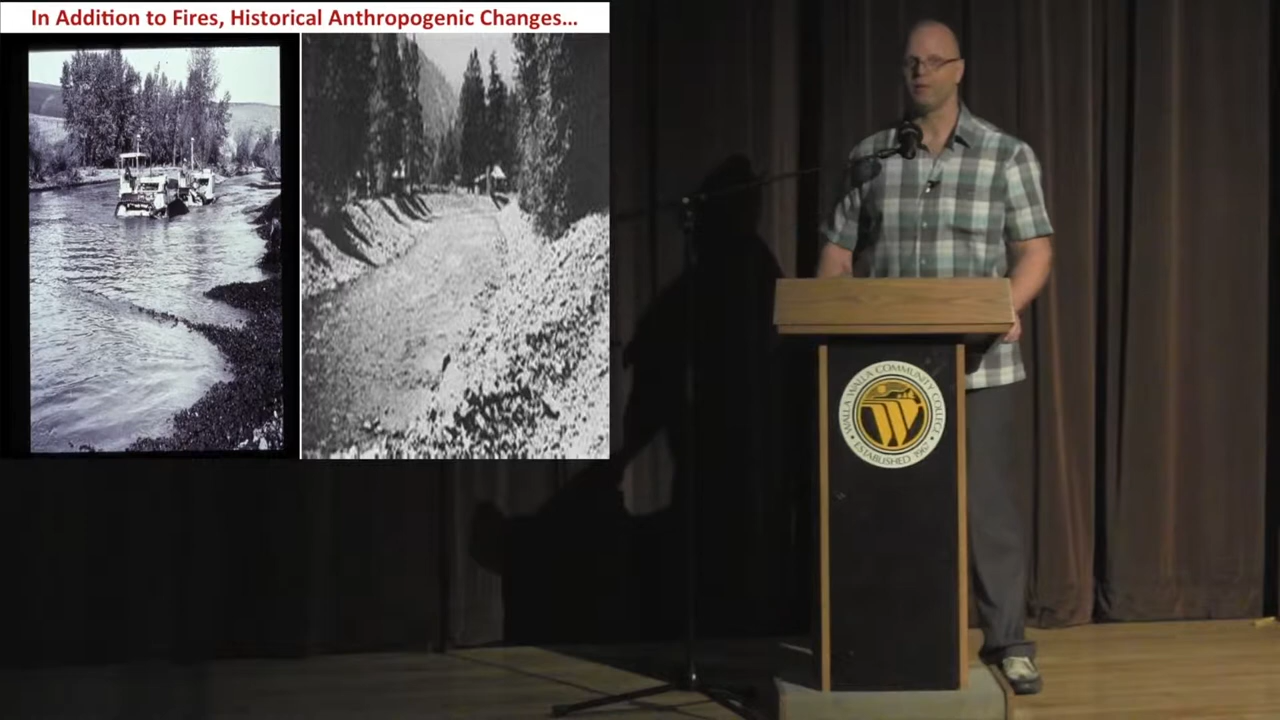 In Addition to Fires, Historical Anthropogenic Changes…
WALLA WALLA COMMUNITY COLLEGE
• ESTABLISHED 1967 •